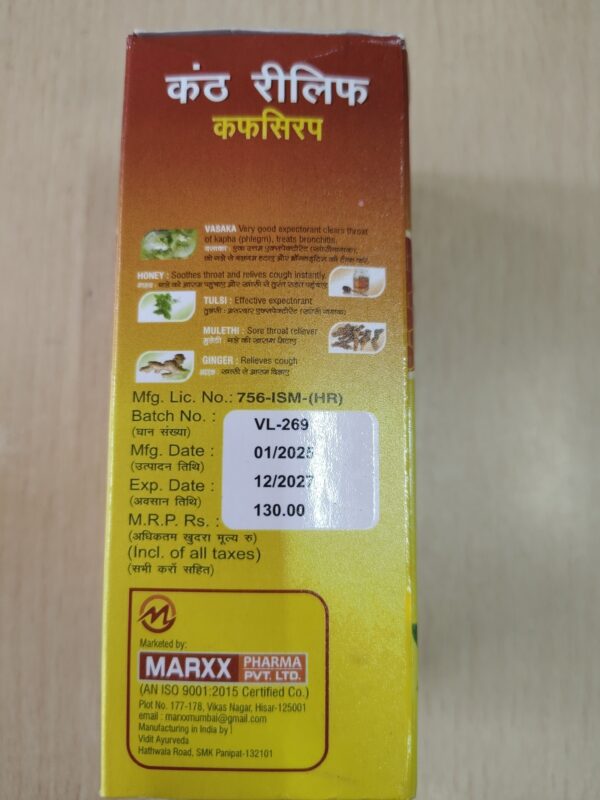 कंठ रीलिफ
कफसिरप
VASAKA Very good expectorant clears throat
of kapha (phlegm), treats bronchitis.
HONEY : Soothes throat and relives cough instantly.
TULSI : Effective expectorant
MULETHI : Sore throat reliever
GINGER : Relieves cough
Mfg. Lic. No.: 756-ISM-(HR)
Batch No. : VL-269
(घान संख्या)
Mfg. Date : 01/2025
(उत्पादन तिथि)
Exp. Date : 12/2027
(अवसान तिथि)
M.R.P. Rs. : 130.00
(अधिकतम खुदरा मूल्य रु)
(Incl. of all taxes)
(सभी करों सहित)
Marketed by:
MARXX PHARMA PVT. LTD.
(AN ISO 9001:2015 Certified Co.)
Plot No. 177-178, Vikas Nagar, Hisar-125001
email : marxxmumbai@gmail.com
Manufacturing in India by
Vidit Ayurveda
Hathwala Road, SMK Panipat-132101